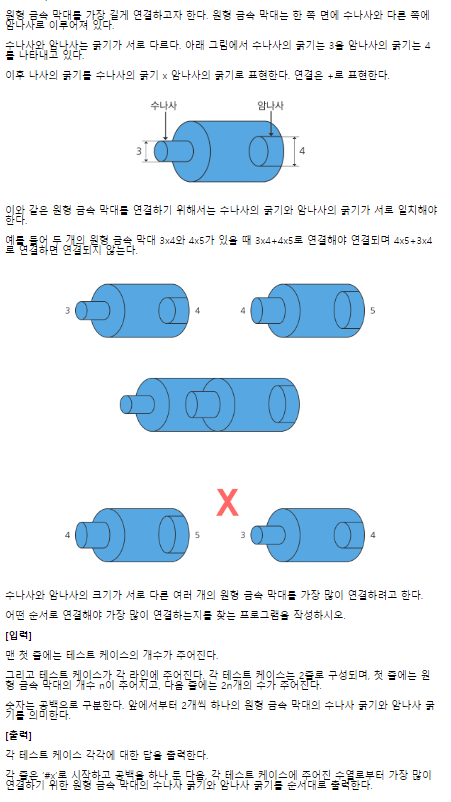 원형 금속 막대를 가장 길게 연결하고자 한다. 원형 금속 막대는 한 쪽 면에 수나사와 다른 쪽에
암나사로 이루어져 있다.
수나사와 암나사는 굵기가 서로 다르다. 아래 그림에서 수나사의 굵기는 3을 암나사의 굵기는 4
를 나타내고 있다.
이후 나사의 굵기를 수나사의 굵기 x 암나사의 굵기로 표현한다. 연결은 +로 표현한다.
수나사
암나사
3
4
이와 같은 원형 금속 막대를 연결하기 위해서는 수나사의 굵기와 암나사의 굵기가 서로 일치해야
한다.
예를 들어 두 개의 원형 금속 막대 3x4와 4x5가 있을 때 3x4+4x5로 연결해야 연결되며 4x5+3x4
로 연결하면 연결되지 않는다.
3
4
4
5
X
4
5
3
4
수나사와 암나사의 크기가 서로 다른 여러 개의 원형 금속 막대를 가장 많이 연결하려고 한다.
어떤 순서로 연결해야 가장 많이 연결하는지를 찾는 프로그램을 작성하시오.
[입력]
맨 첫 줄에는 테스트 케이스의 개수가 주어진다.
그리고 테스트 케이스가 각 라인에 주어진다. 각 테스트 케이스는 2줄로 구성되며, 첫 줄에는 원
형 금속 막대의 개수 n이 주어지고, 다음 줄에는 2n개의 수가 주어진다.
숫자는 공백으로 구분한다. 앞에서부터 2개씩 하나의 원형 금속 막대의 수나사 굵기와 암나사 굵
기를 의미한다.
[출력]
각 테스트 케이스 각각에 대한 답을 출력한다.
각 줄은 '#x'로 시작하고 공백을 하나 둔 다음, 각 테스트 케이스에 주어진 수열로부터 가장 많이
연결하기 위한 원형 금속 막대의 수나사 굵기와 암나사 굵기를 순서대로 출력한다.